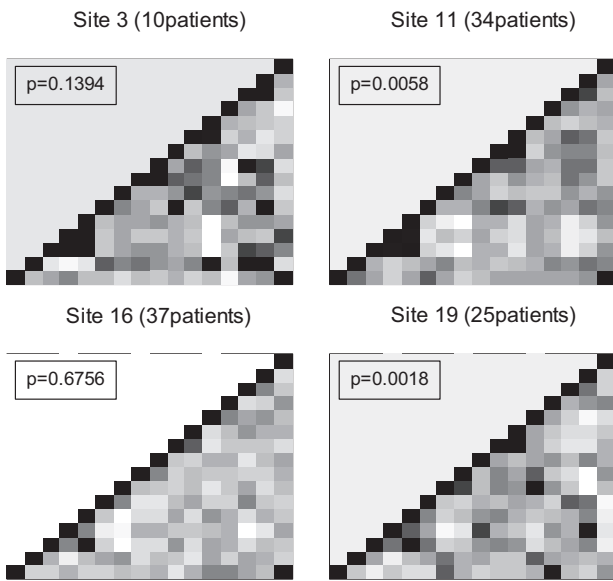 Site 3 (10patients)
Site 11 (34patients)
p=0.1394
p=0.0058
Site 16 (37patients)
Site 19 (25patients)
p=0.6756
p=0.0018